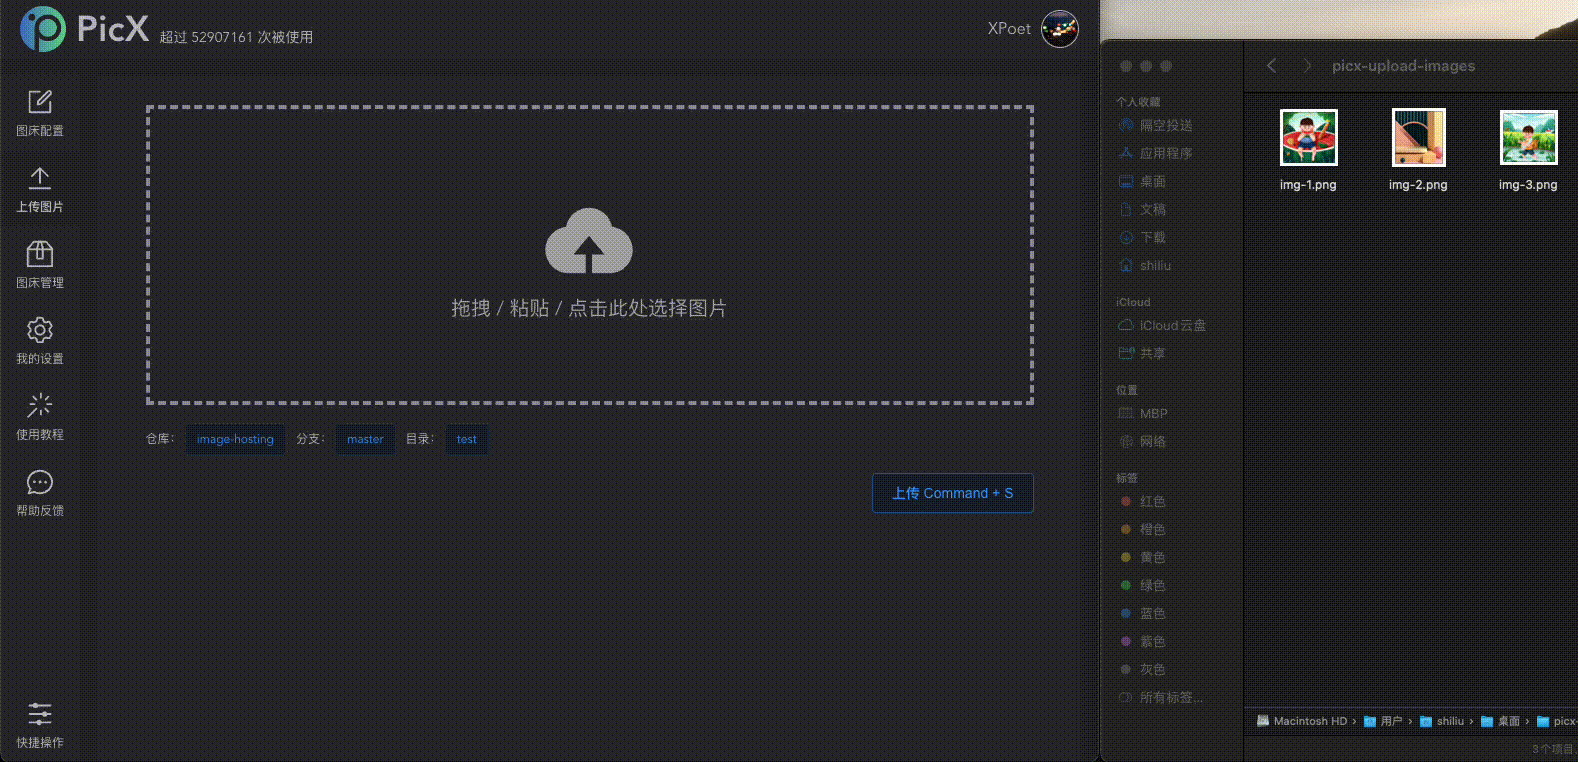 PicX 超过 52907161 次被使用
XPoet
图床配置
上传图片
图床管理
我的设置
使用教程
帮助反馈
快捷操作
拖拽 / 粘贴 / 点击此处选择图片
仓库： image-hosting 分支： master 目录： test
上传 Command + S
picx-upload-images
个人收藏
隔空投送
应用程序
桌面
文稿
下载
shiliu
iCloud
iCloud云盘
共享
位置
MBP
网络
标签
红色
橙色
黄色
绿色
蓝色
紫色
灰色
所有标签...
img-1.png img-2.png img-3.png
Macintosh HD › 用户 › shiliu › 桌面 › picx-
3个项目,